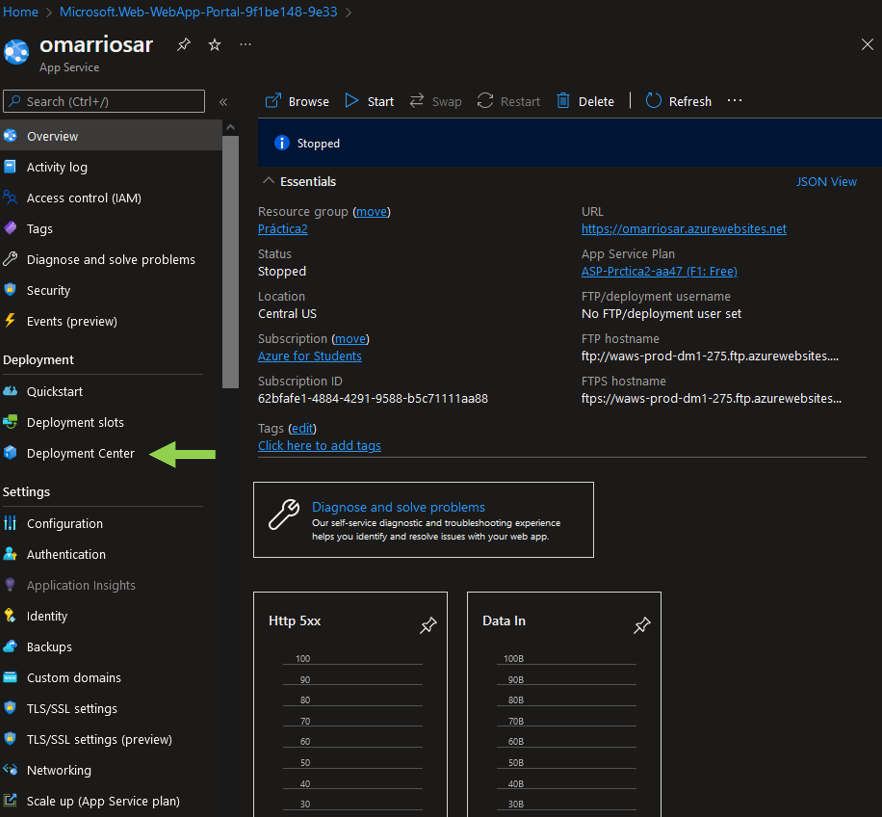 Home > Microsoft.Web-WebApp-Portal-9f1be148-9e33 >
omarriosar
App Service
Search (Ctrl+/)
Overview
Activity log
Access control (IAM)
Tags
Diagnose and solve problems
Security
Events (preview)
Deployment
Quickstart
Deployment slots
Deployment Center
Settings
Configuration
Authentication
Application Insights
Identity
Backups
Custom domains
TLS/SSL settings
TLS/SSL settings (preview)
Networking
Scale up (App Service plan)
Browse Start Swap Restart Delete Refresh ...
Stopped
Essentials
JSON View
Resource group (move)
Práctica2
Status
Stopped
Location
Central US
Subscription (move)
Azure for Students
Subscription ID
62bfafe1-4884-4291-9588-b5c71111aa88
Tags (edit)
Click here to add tags
URL
https://omarriosar.azurewebsites.net
App Service Plan
ASP-Prctica2-aa47 (F1: Free)
FTP/deployment username
No FTP/deployment user set
FTP hostname
ftp://waws-prod-dm1-275.ftp.azurewebsites....
FTPS hostname
ftps://waws-prod-dm1-275.ftp.azurewebsites...
Diagnose and solve problems
Our self-service diagnostic and troubleshooting experience
helps you identify and resolve issues with your web app.
Http 5xx
100
90
80
70
60
50
40
30
Data In
100B
90B
80B
70B
60B
50B
40B
30B